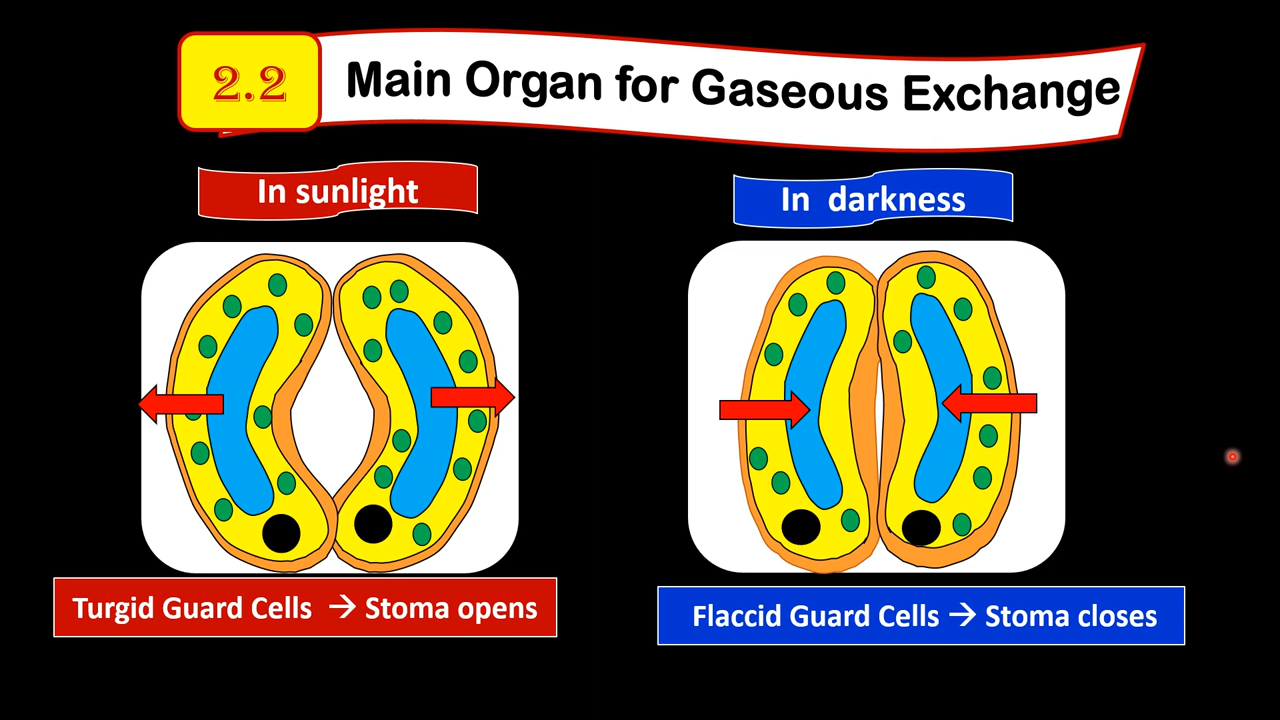 2.2
Main Organ for Gaseous Exchange
In sunlight
In darkness
Turgid Guard Cells → Stoma opens
Flaccid Guard Cells → Stoma closes